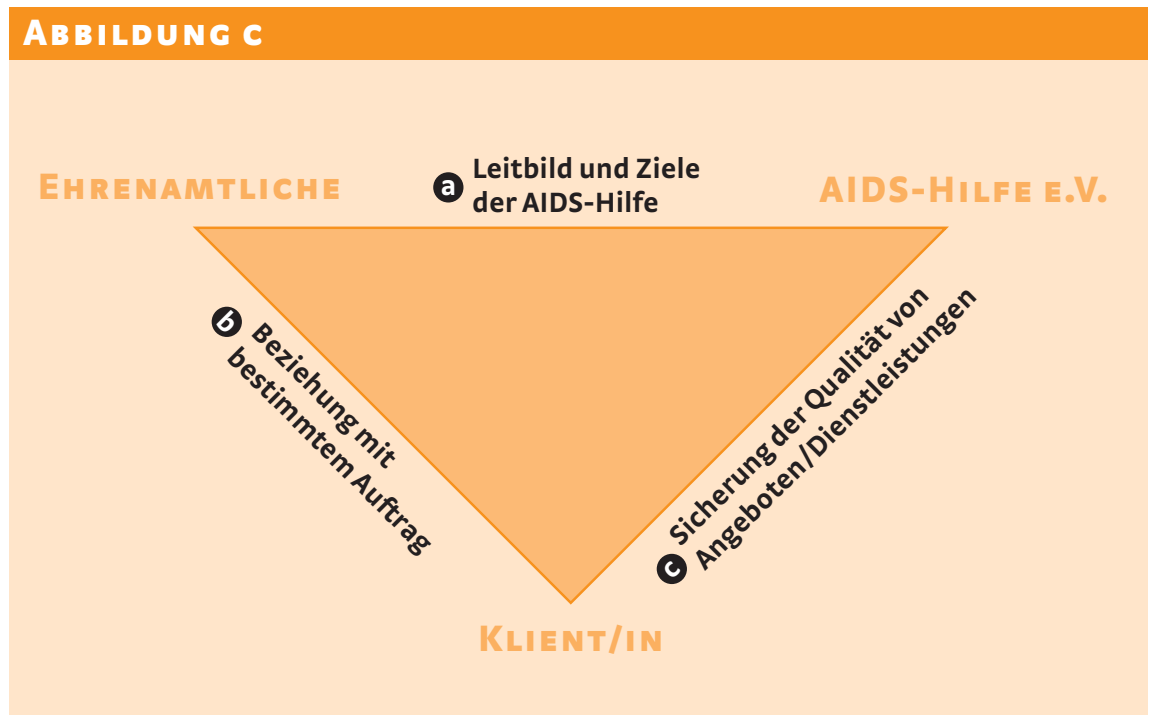 ABBILDUNG C
EHRENAMTLICHE
a Leitbild und Ziele
der AIDS-Hilfe
AIDS-HILFE E.V.
b Beziehung mit
bestimmtem Auftrag
c Sicherung der Qualität von
Angeboten/Dienstleistungen
KLIENT/IN